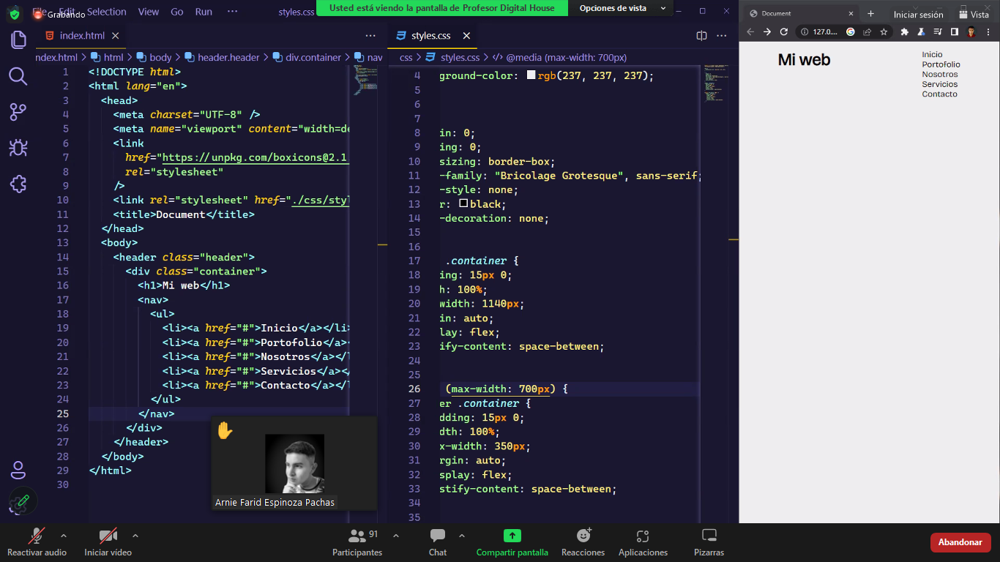 File Edit Selection View Go Run ··· styles.css
Grabando
Usted está viendo la pantalla de Profesor Digital House
Opciones de vista
Document
Iniciar sesión
Vista
127.0....
index.html
styles.css
ndex.html > html > body > header.header > div.container > nav
css > styles.css > @media (max-width: 700px)
1 <!DOCTYPE html>
2 <html lang="en">
3 <head>
4 <meta charset="UTF-8" />
5 <meta name="viewport" content="width=de
6 <link
7 href="https://unpkg.com/boxicons@2.1.
8 rel="stylesheet"
9 />
10 <link rel="stylesheet" href="./css/styl
11 <title>Document</title>
12 </head>
13 <body>
14 <header class="header">
15 <div class="container">
16 <h1>Mi web</h1>
17 <nav>
18 <ul>
19 <li><a href="#">Inicio</a></li>
20 <li><a href="#">Portofolio</a><
21 <li><a href="#">Nosotros</a></l
22 <li><a href="#">Servicios</a></
23 <li><a href="#">Contacto</a></l
24 </ul>
25 </nav>
26 </div>
27 </header>
28 </body>
29 </html>
30
4 ground-color: rgb(237, 237, 237);
5
6
7
8 in: 0;
9 ing: 0;
10 sizing: border-box;
11 -family: "Bricolage Grotesque", sans-serif;
12 -style: none;
13 r: black;
14 -decoration: none;
15
16
17 .container {
18 ing: 15px 0;
19 h: 100%;
20 width: 1140px;
21 in: auto;
22 lay: flex;
23 ify-content: space-between;
24
25
26 (max-width: 700px) {
27 er .container {
28 dding: 15px 0;
29 dth: 100%;
30 x-width: 350px;
31 rgin: auto;
32 splay: flex;
33 stify-content: space-between;
34
35
Mi web
Inicio
Portofolio
Nosotros
Servicios
Contacto
Arnie Farid Espinoza Pachas
Reactivar audio
Iniciar vídeo
Participantes 91
Chat
Compartir pantalla
Reacciones
Aplicaciones
Pizarras
Abandonar